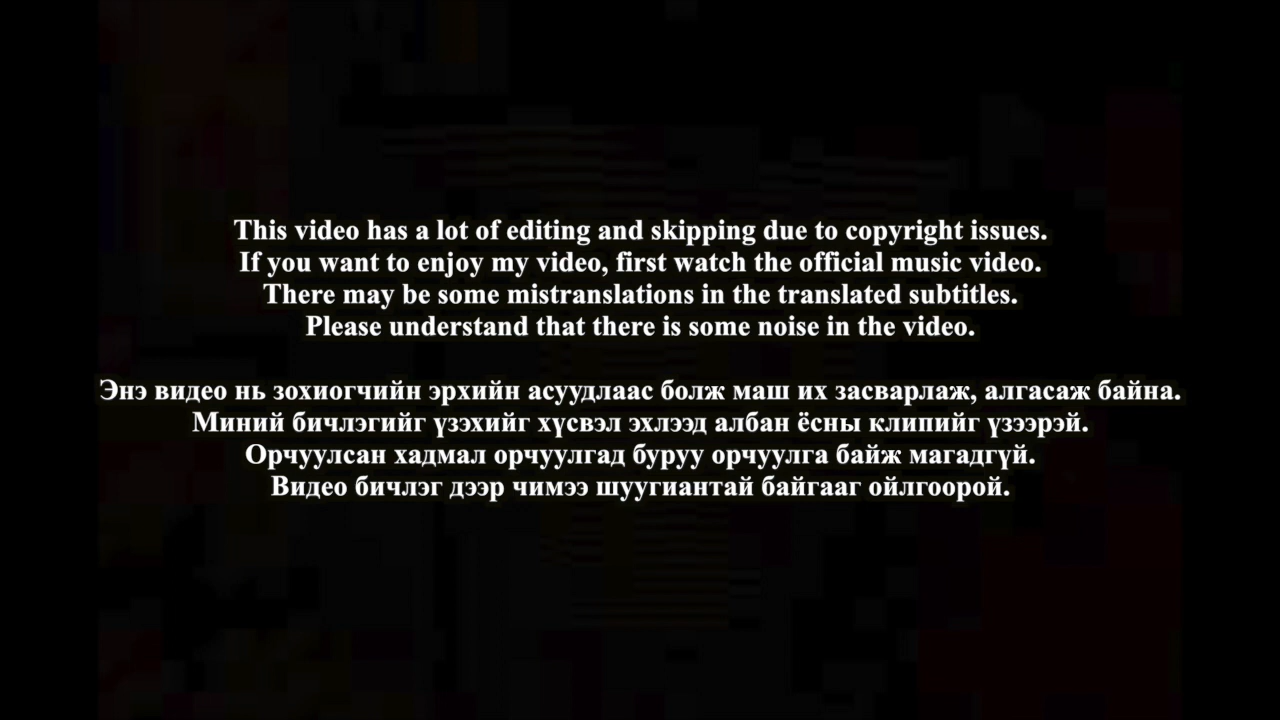 This video has a lot of editing and skipping due to copyright issues.
If you want to enjoy my video, first watch the official music video.
There may be some mistranslations in the translated subtitles.
Please understand that there is some noise in the video.
Энэ видео нь зохиогчийн эрхийн асуудлаас болж маш их засварлаж, алгасаж байна.
Миний бичлэгийг үзэхийг хүсвэл эхлээд албан ёсны клипийг үзээрэй.
Орчуулсан хадмал орчуулгад буруу орчуулга байж магадгүй.
Видео бичлэг дээр чимээ шуугиантай байгааг ойлгоорой.